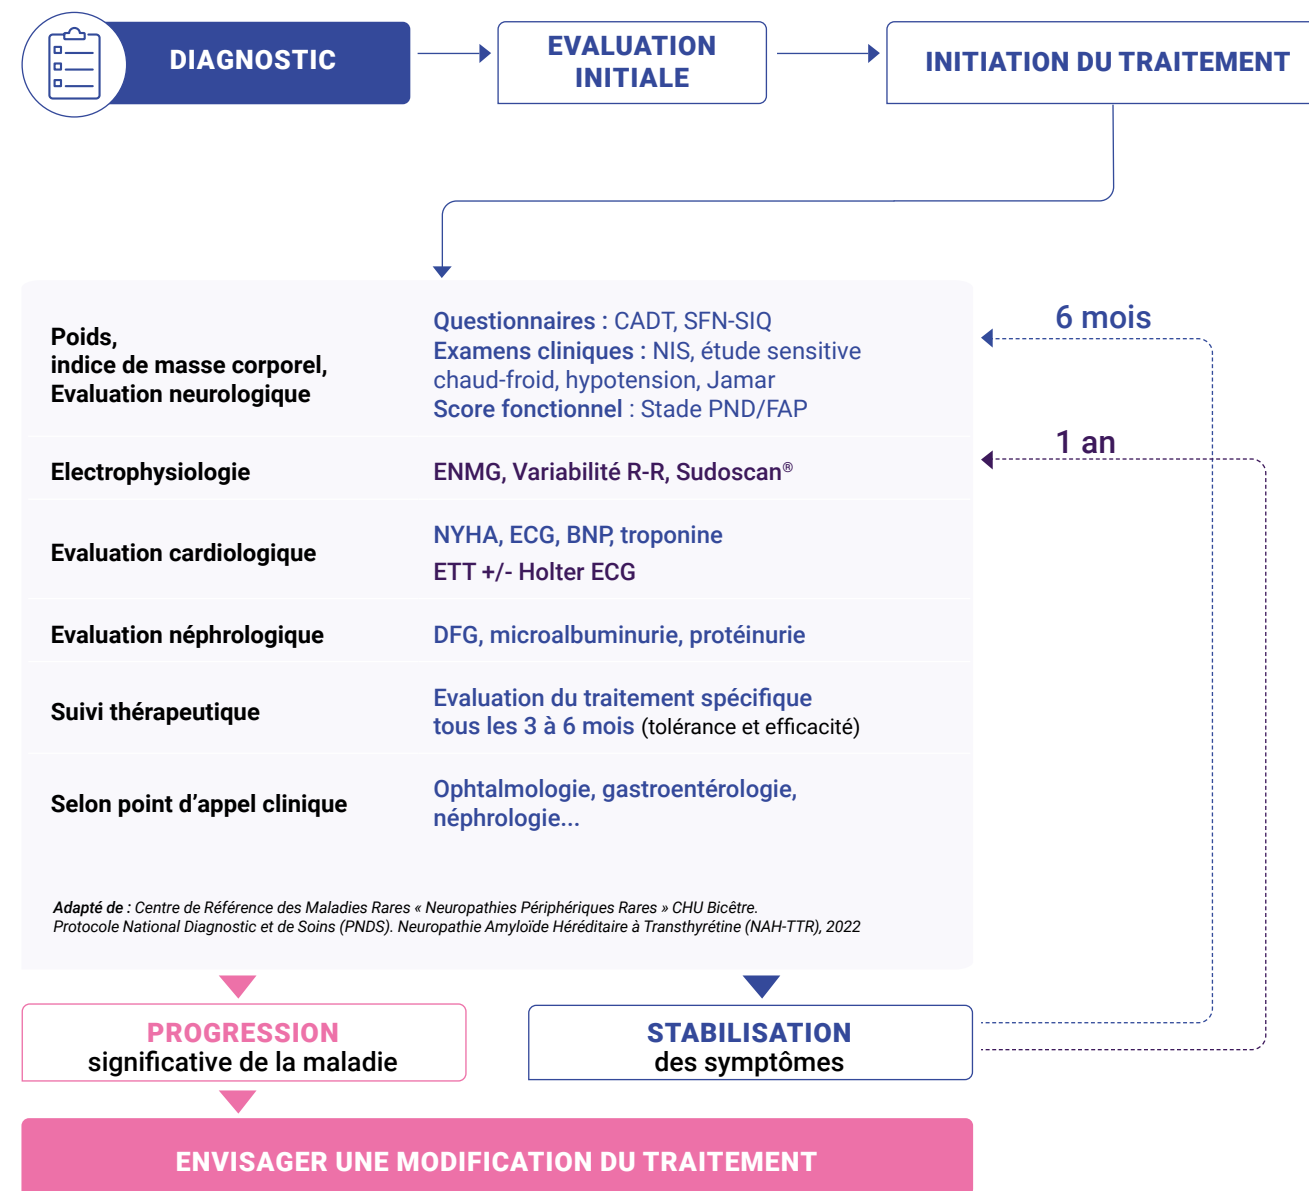 DIAGNOSTIC
EVALUATION
INITIALE
INITIATION DU TRAITEMENT
Poids,
indice de masse corporel,
Evaluation neurologique
Questionnaires : CADT, SFN-SIQ
Examens cliniques : NIS, étude sensitive
chaud-froid, hypotension, Jamar
Score fonctionnel : Stade PND/FAP
6 mois
1 an
Electrophysiologie
ENMG, Variabilité R-R, Sudoscan®
Evaluation cardiologique
NYHA, ECG, BNP, troponine
ETT +/- Holter ECG
Evaluation néphrologique
DFG, microalbuminurie, protéinurie
Suivi thérapeutique
Evaluation du traitement spécifique
tous les 3 à 6 mois (tolérance et efficacité)
Selon point d’appel clinique
Ophtalmologie, gastroentérologie,
néphrologie...
Adapté de : Centre de Référence des Maladies Rares « Neuropathies Périphériques Rares » CHU Bicêtre.
Protocole National Diagnostic et de Soins (PNDS). Neuropathie Amyloïde Héréditaire à Transthyrétine (NAH-TTR), 2022
PROGRESSION
significative de la maladie
STABILISATION
des symptômes
ENVISAGER UNE MODIFICATION DU TRAITEMENT